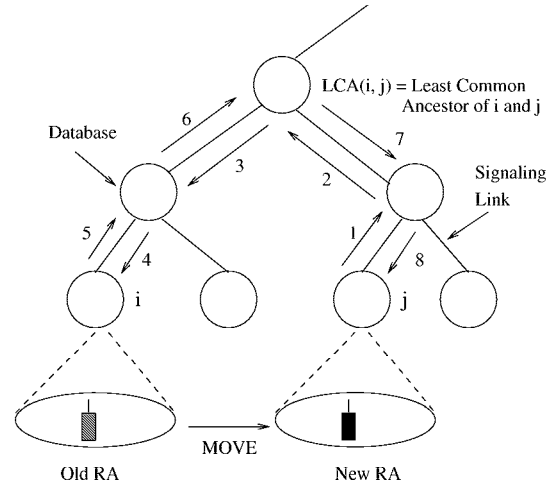 LCA(i, j) = Least Common
Ancestor of i and j
6
7
Database
3
2
Signaling
Link
5
4
1
8
i
j
MOVE
Old RA
New RA